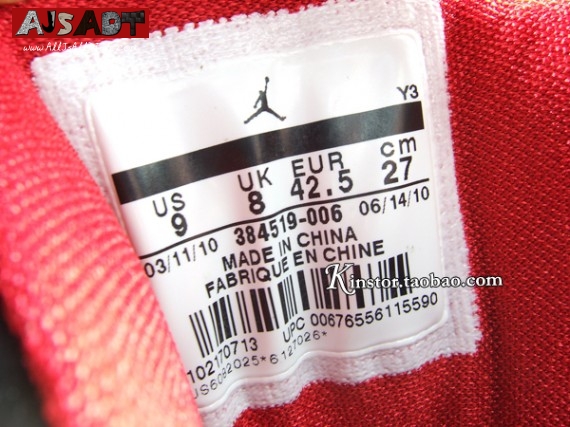 AJSADT
Y3
US UK EUR cm
9 8 42.5 27
03/11/10 384519-006 06/14/10
MADE IN CHINA
FABRIQUE EN CHINE
Kinstor.taobao.com
102170713 UPC 00676556115590